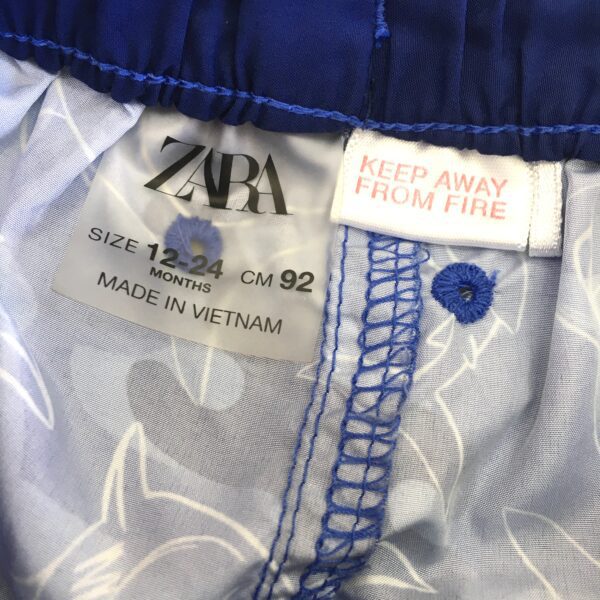 ZARA
SIZE 12-24 MONTHS CM 92
MADE IN VIETNAM
KEEP AWAY
FROM FIRE